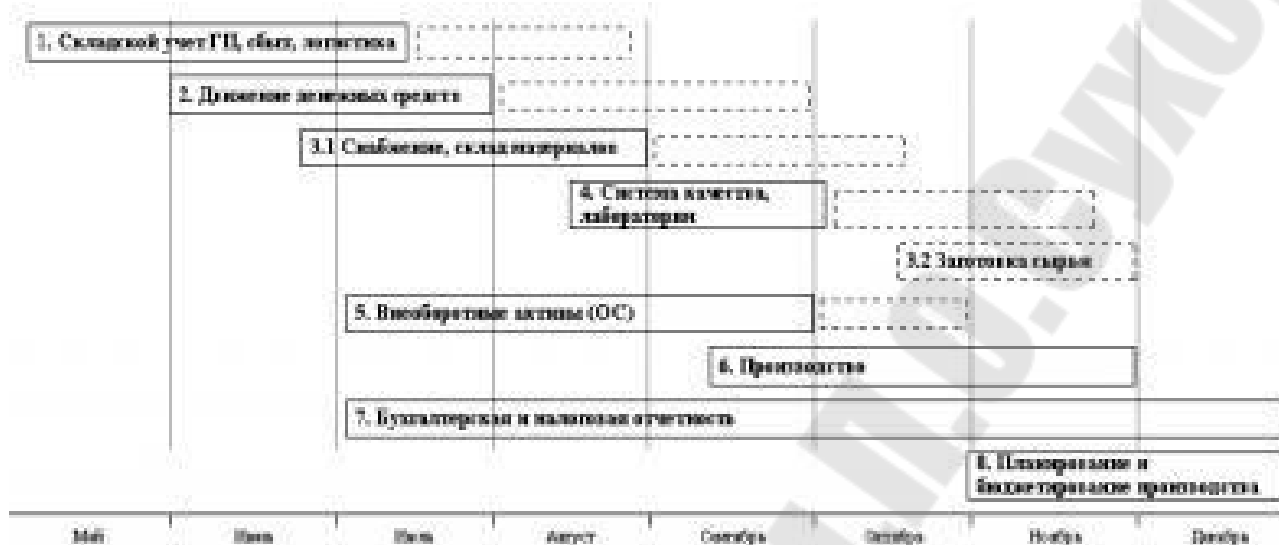 1. Складской учет ГП, сбыт, логистика
2. Движение денежных средств
3.1 Снабжение, склад материалов
4. Система качества,
лаборатория
3.2 Заготовка сырья
5. Внеоборотные активы (ОС)
6. Производство
7. Бухгалтерская и налоговая отчетность
8. Планирование и
бюджетирование производства
Май Июнь Июль Август Сентябрь Октябрь Ноябрь Декабрь